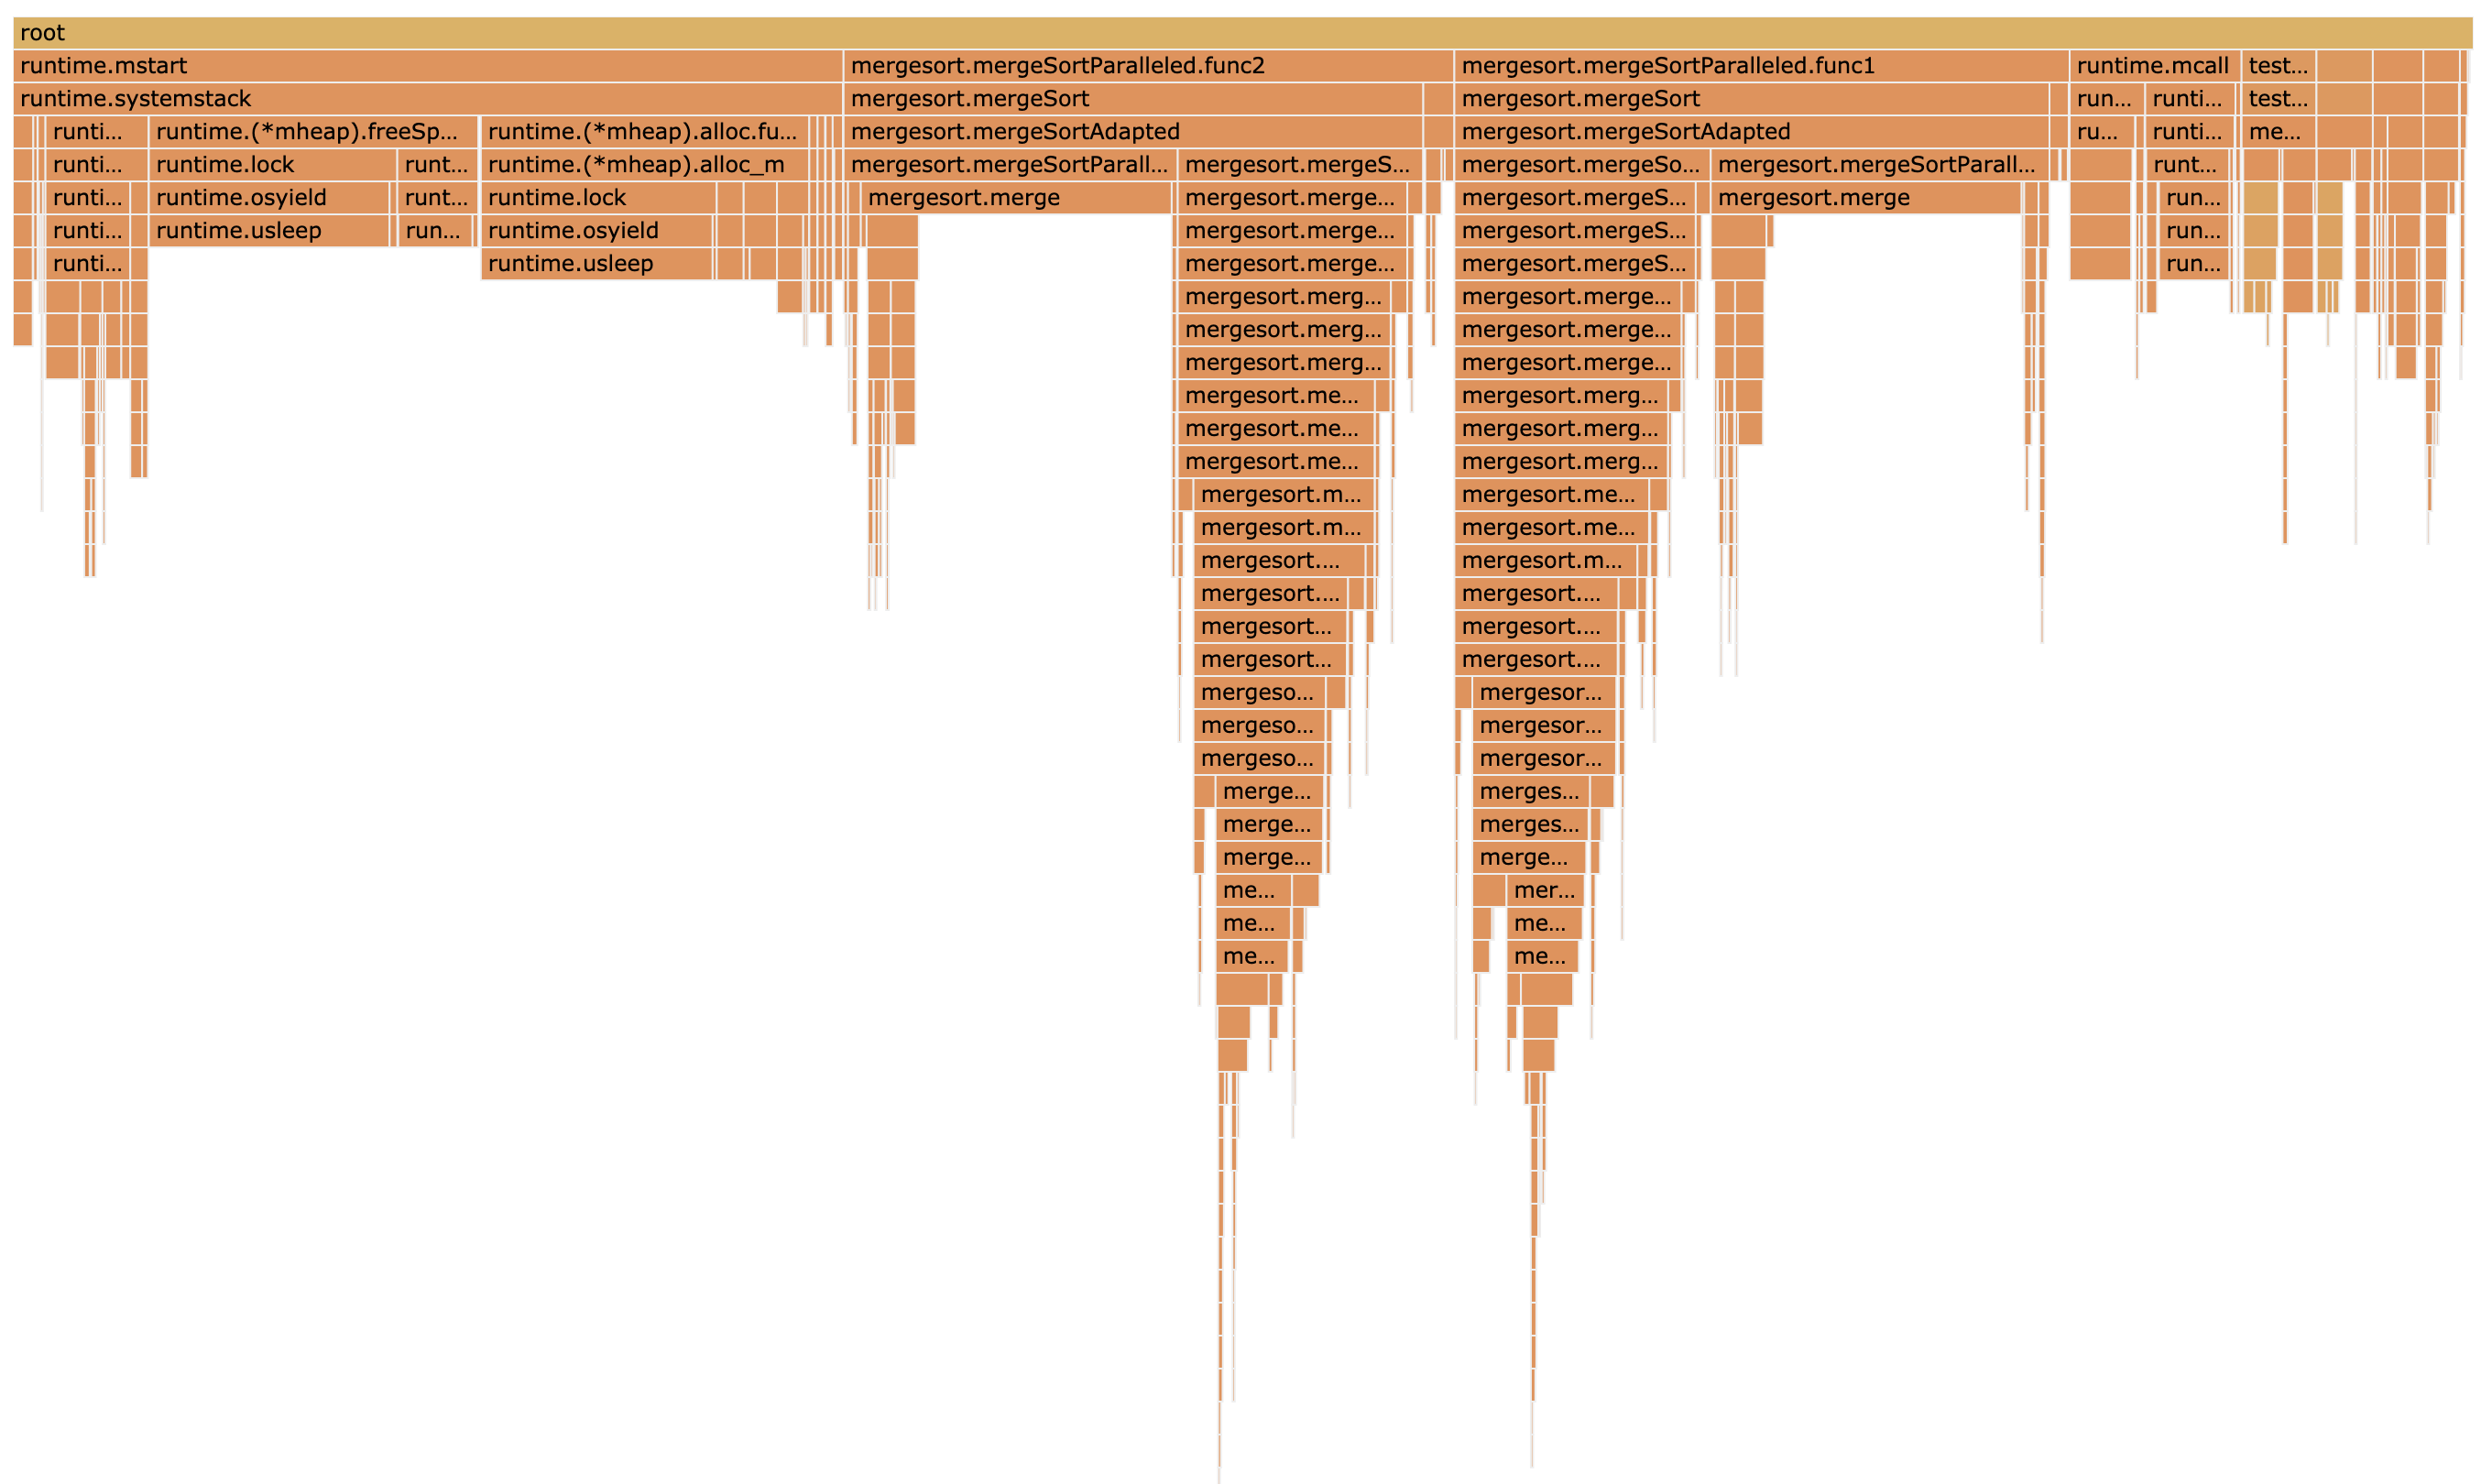 root
runtime.mstart mergesort.mergeSortParalleled.func2 mergesort.mergeSortParalleled.func1 runtime.mcall test...
runtime.systemstack mergesort.mergeSort mergesort.mergeSort run... runti... test...
runti... runtime.(*mheap).freeSp... runtime.(*mheap).alloc.fu... mergesort.mergeSortAdapted mergesort.mergeSortAdapted ru... runti... me...
runti... runtime.lock runt... runtime.(*mheap).alloc_m mergesort.mergeSortParall... mergesort.mergeS... mergesort.mergeSo... mergesort.mergeSortParall... runt...
runti... runtime.osyield runt... runtime.lock mergesort.merge mergesort.merge... mergesort.mergeS... mergesort.merge run...
runti... runtime.usleep run... runtime.osyield mergesort.merge... mergesort.mergeS... run...
runti... runtime.usleep mergesort.merge... mergesort.mergeS... run...
mergesort.merg... mergesort.merge...
mergesort.merg... mergesort.merge...
mergesort.merg... mergesort.merge...
mergesort.me... mergesort.merg...
mergesort.me... mergesort.merg...
mergesort.me... mergesort.merg...
mergesort.m... mergesort.me...
mergesort.m... mergesort.me...
mergesort.... mergesort.m...
mergesort.... mergesort....
mergesort... mergesort....
mergesort... mergesort....
mergeso... mergesor...
mergeso... mergesor...
mergeso... mergesor...
merge... merges...
merge... merges...
merge... merge...
me... mer...
me... me...
me... me...